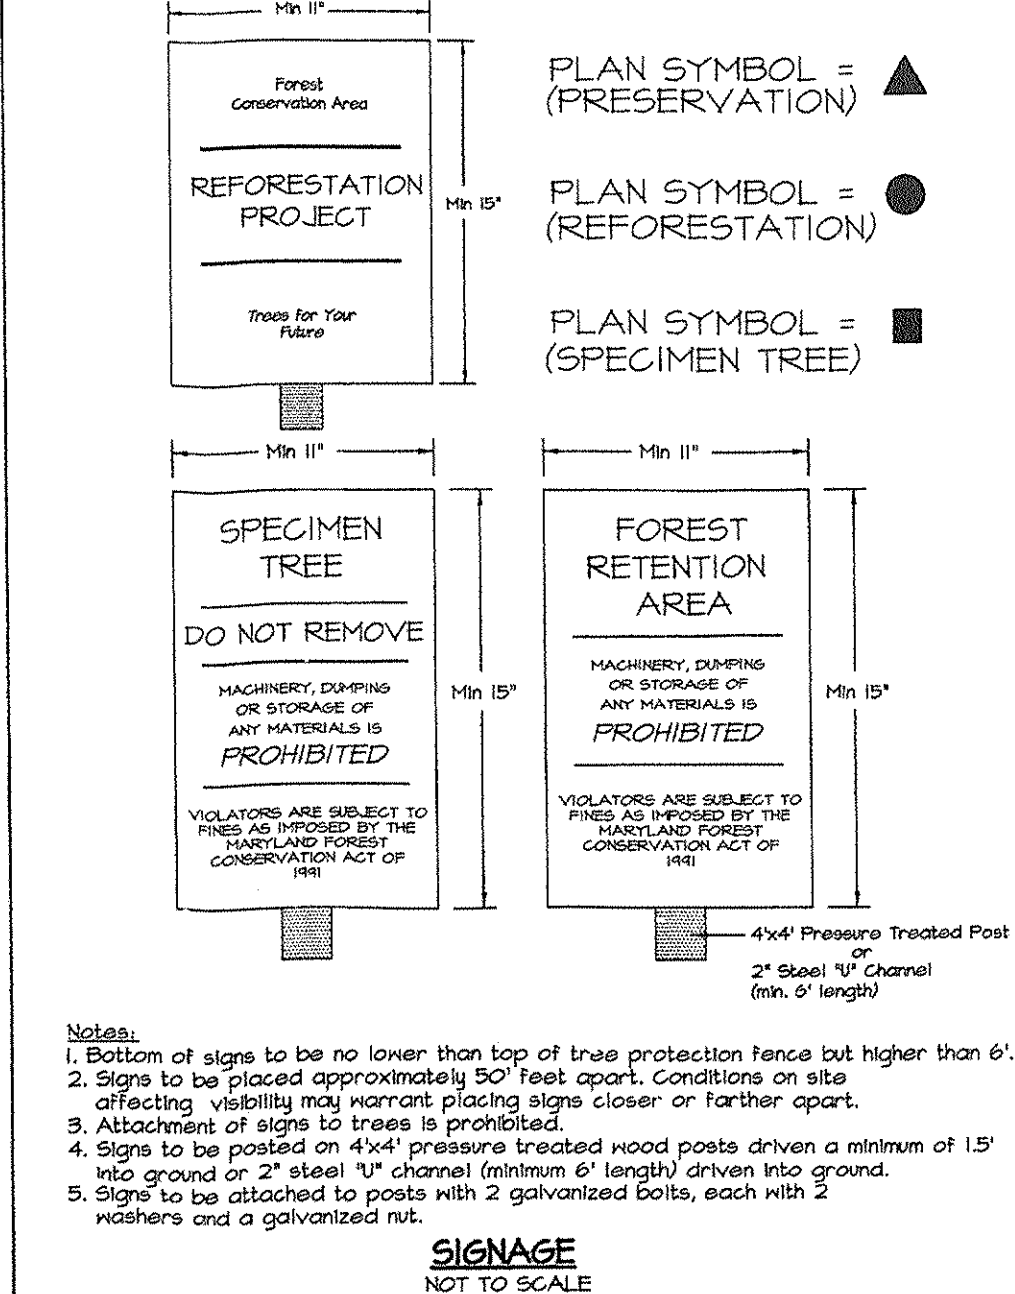 Min 11"
Forest
Conservation Area
REFORESTATION
PROJECT
Trees For Your
Future
Min 15"
PLAN SYMBOL =
(PRESERVATION)
PLAN SYMBOL =
(REFORESTATION)
PLAN SYMBOL =
(SPECIMEN TREE)
Min 11"
SPECIMEN
TREE
DO NOT REMOVE
MACHINERY, DUMPING
OR STORAGE OF
ANY MATERIALS IS
PROHIBITED
VIOLATORS ARE SUBJECT TO
FINES AS IMPOSED BY THE
MARYLAND FOREST
CONSERVATION ACT OF
1991
Min 15"
Min 11"
FOREST
RETENTION
AREA
MACHINERY, DUMPING
OR STORAGE OF
ANY MATERIALS IS
PROHIBITED
VIOLATORS ARE SUBJECT TO
FINES AS IMPOSED BY THE
MARYLAND FOREST
CONSERVATION ACT OF
1991
Min 15"
4'x4' Pressure Treated Post
or
2" Steel "U" Channel
(min. 6' length)
Notes:
1. Bottom of signs to be no lower than top of tree protection fence but higher than 6'.
2. Signs to be placed approximately 50' feet apart. Conditions on site
affecting visibility may warrant placing signs closer or farther apart.
3. Attachment of signs to trees is prohibited.
4. Signs to be posted on 4'x4' pressure treated wood posts driven a minimum of 1.5'
into ground or 2" steel "U" channel (minimum 6' length) driven into ground.
5. Signs to be attached to posts with 2 galvanized bolts, each with 2
washers and a galvanized nut.
SIGNAGE
NOT TO SCALE